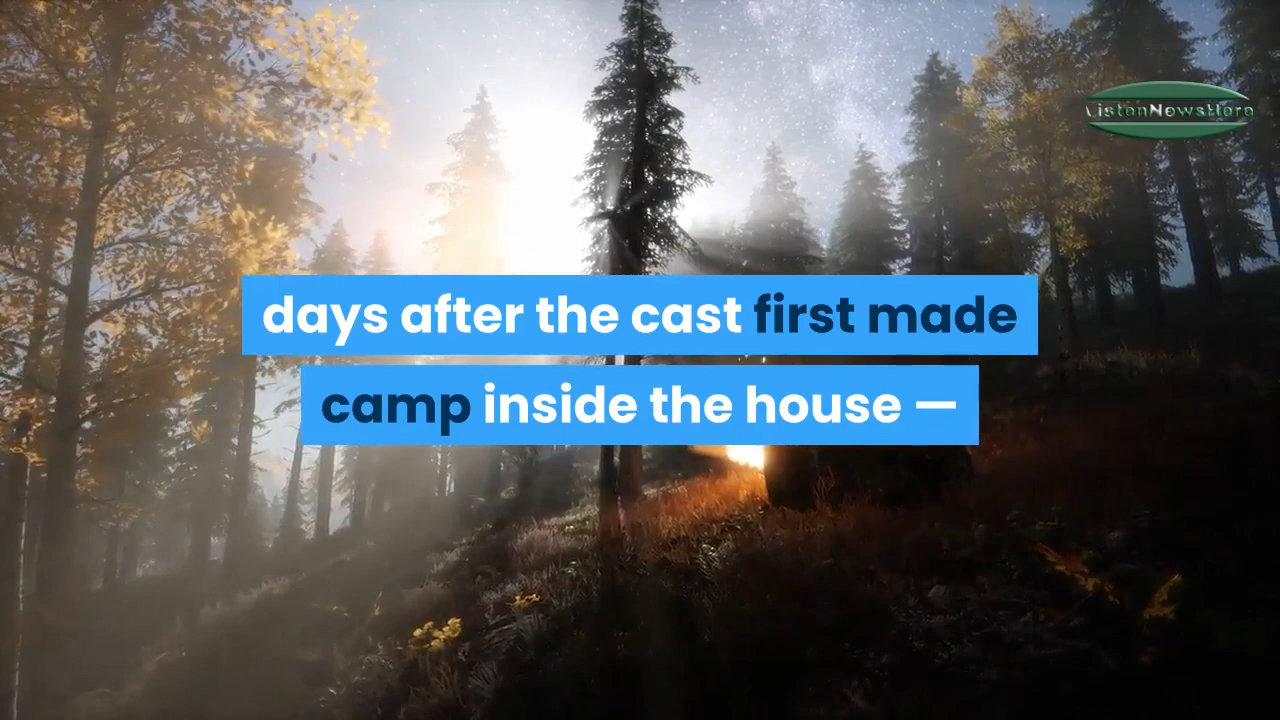 ListenNewsHere
days after the cast first made
camp inside the house —